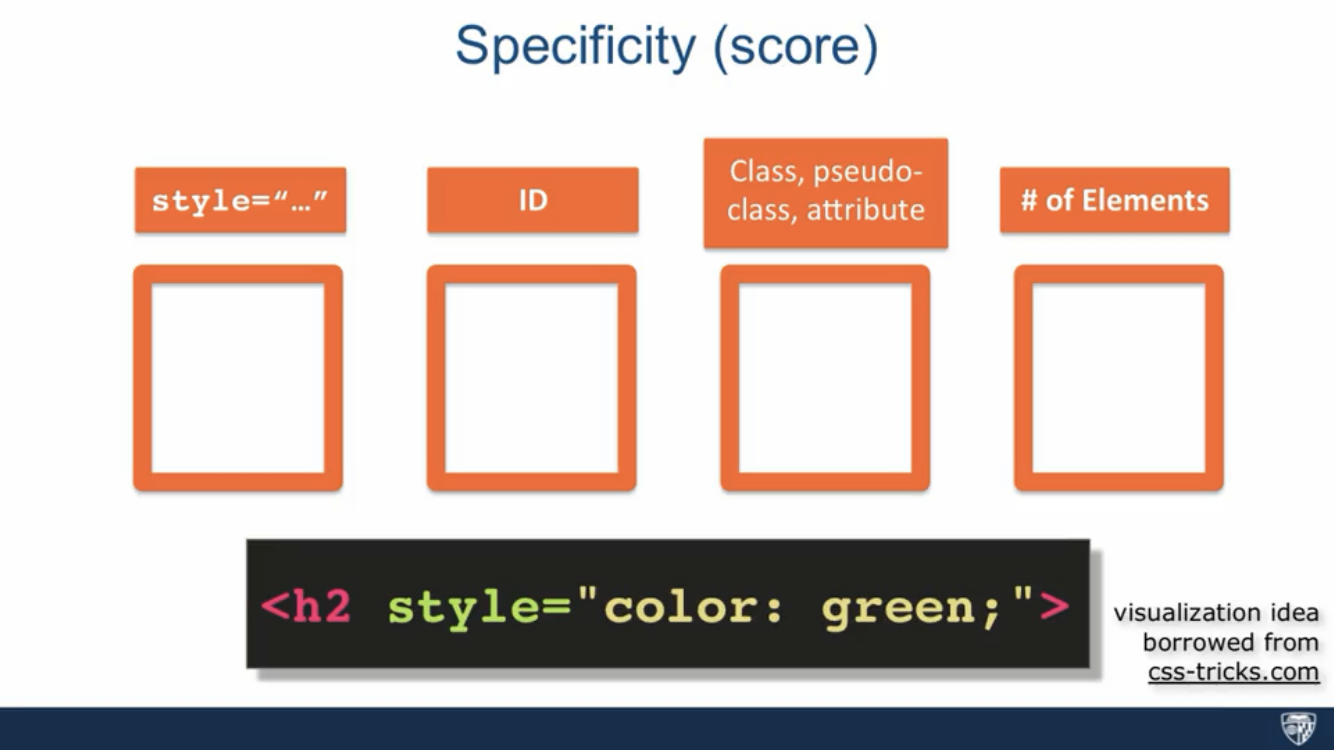 Specificity (score)
style=“…”
ID
Class, pseudo-
class, attribute
# of Elements
<h2 style="color: green;">
visualization idea
borrowed from
css-tricks.com